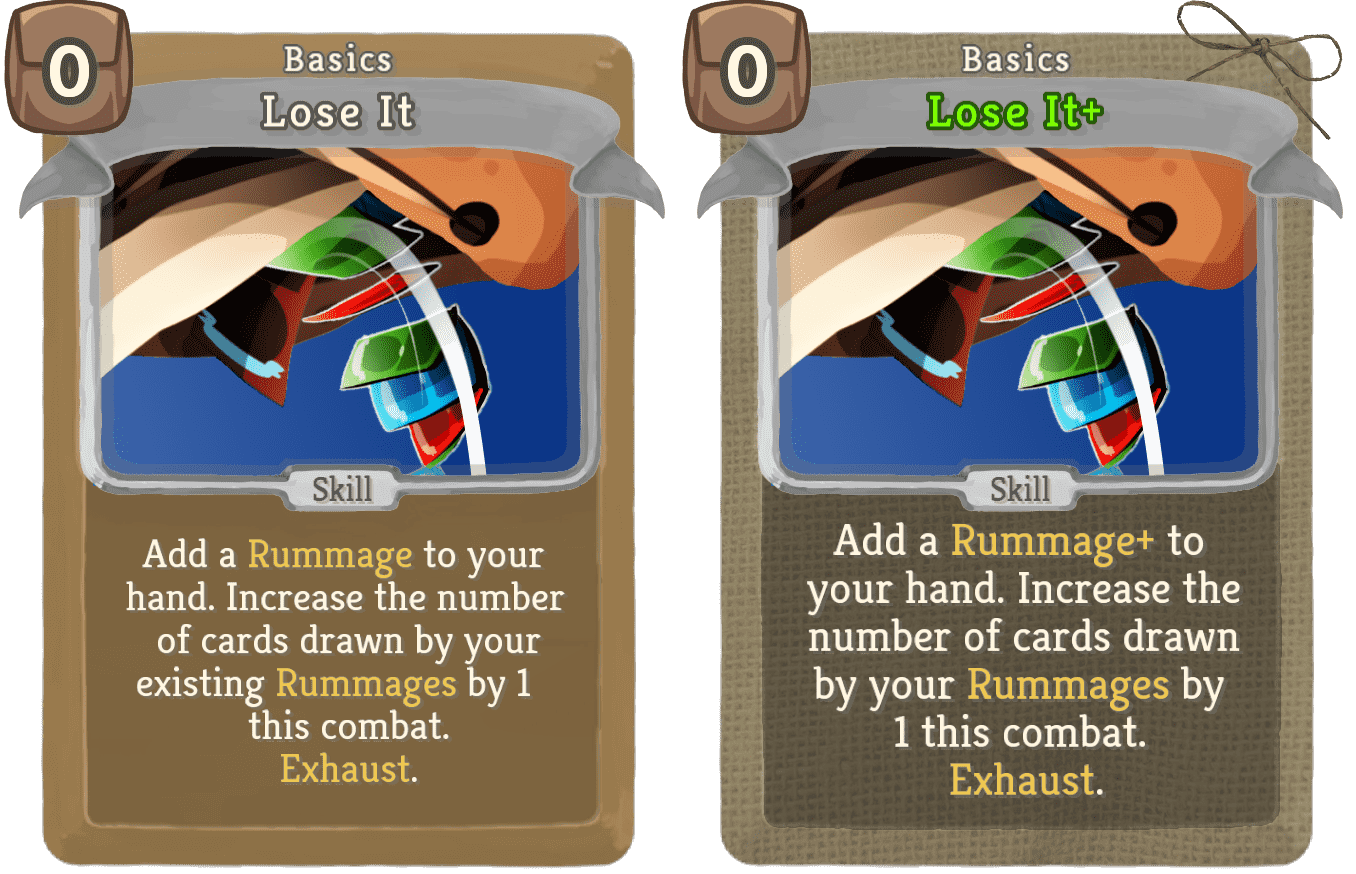 0
Basics
Lose It
Skill
Add a Rummage to your
hand. Increase the number
of cards drawn by your
existing Rummages by 1
this combat.
Exhaust.
0
Basics
Lose It+
Skill
Add a Rummage+ to
your hand. Increase the
number of cards drawn
by your Rummages by
1 this combat.
Exhaust.